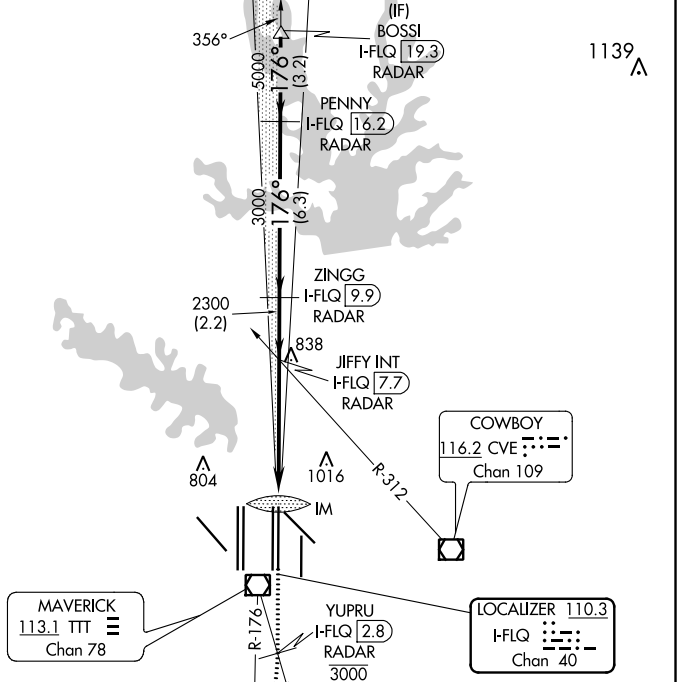 (IF)
BOSSI
I-FLQ 19.3
RADAR
356°
1139
5000
176°
(3.2)
PENNY
I-FLQ 16.2
RADAR
3000
176°
(6.3)
ZINGG
I-FLQ 9.9
RADAR
2300
(2.2)
838
JIFFY INT
I-FLQ 7.7
RADAR
COWBOY
116.2 CVE
Chan 109
R-312
804
1016
IM
MAVERICK
113.1 TTT
Chan 78
R-176
YUPRU
I-FLQ 2.8
RADAR
3000
LOCALIZER 110.3
I-FLQ
Chan 40